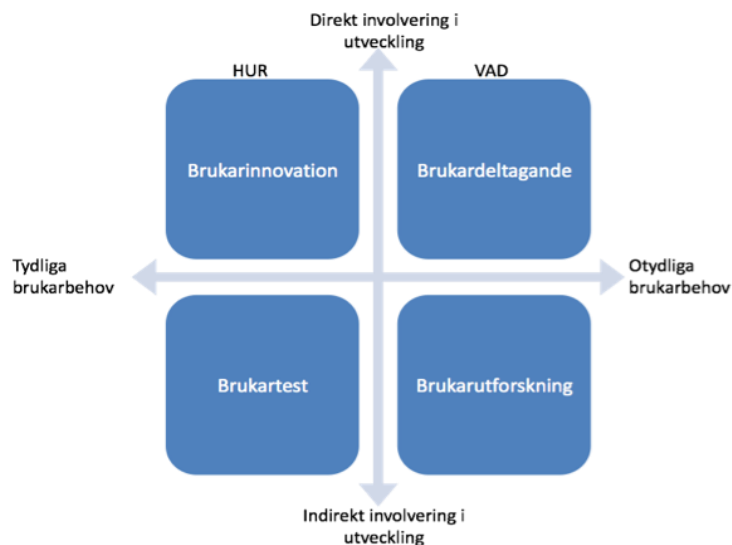 Direkt involvering i
utveckling
HUR
VAD
Brukarinnovation
Brukardeltagande
Tydliga
brukarbehov
Otydliga
brukarbehov
Brukartest
Brukarutforskning
Indirekt involvering i
utveckling